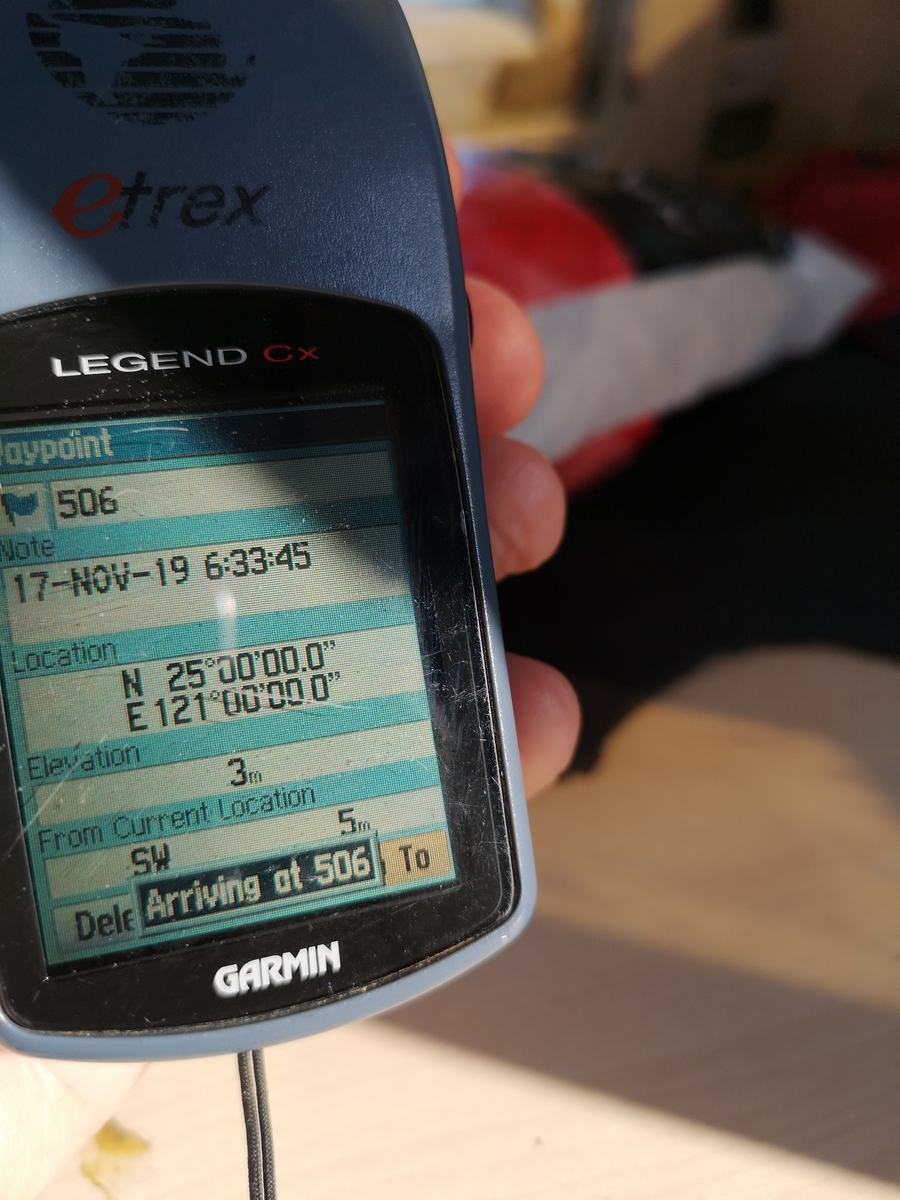 etrex
LEGEND Cx
Waypoint
506
Note
17-NOV-19 6:33:45
Location
N 25°00'00.0"
E 121°00'00.0"
Elevation
3m
From Current Location
SW 5m
Dele
Arriving at 506
To
GARMIN